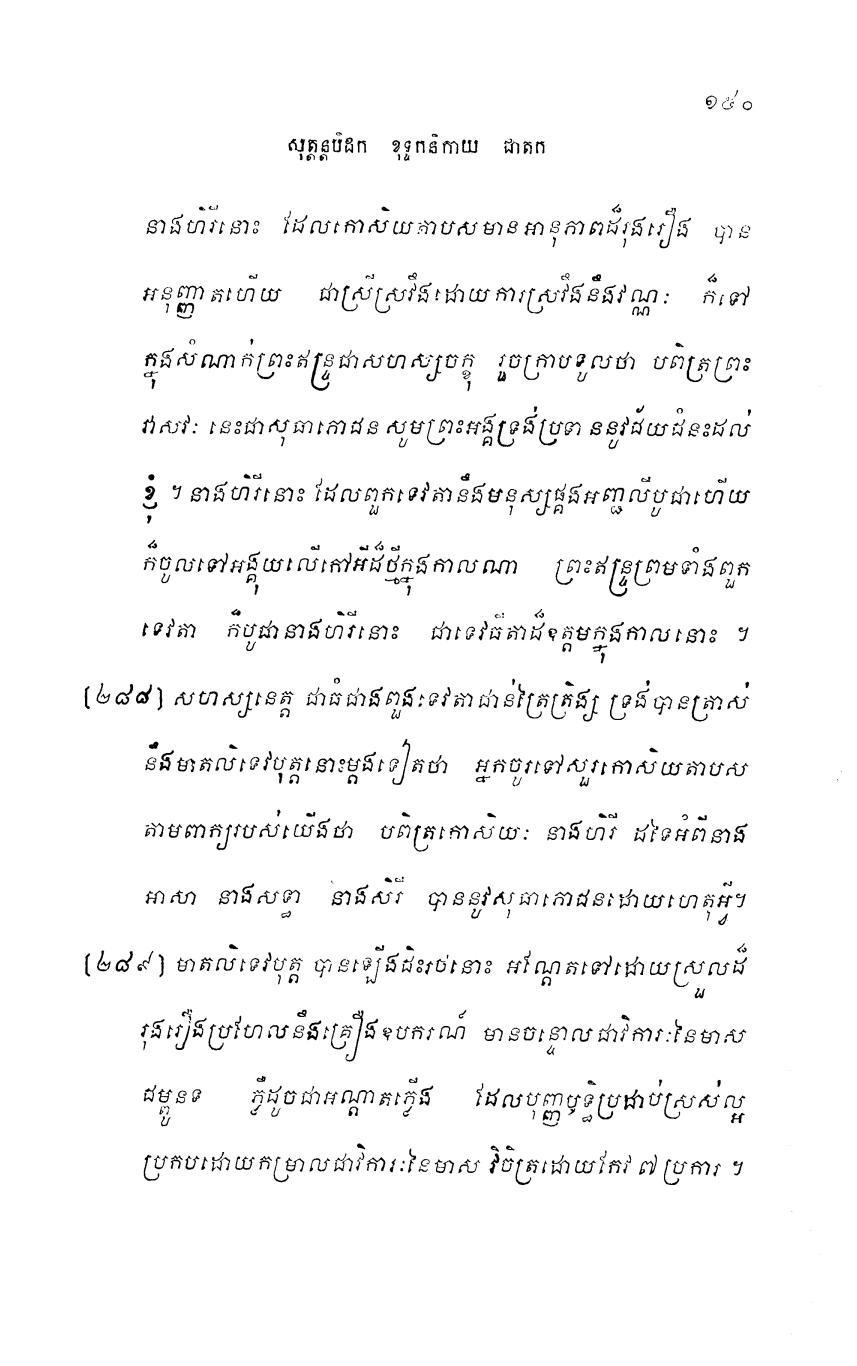 ១៥០
សុត្តន្តបិដក ខុទ្ទកនិកាយ ជាតក
នាងហិរីនោះ ដែលកោសិយតាបសមានអានុភាពដ៏រុងរឿង បាន
អនុញ្ញាតហើយ ជាស្រីស្រវឹងដោយការស្រវឹងនឹងវណ្ណៈ ក៏ទៅ
ក្នុងសំណាក់ព្រះឥន្ទ្រជាសហស្សចក្ខុ រួចក្រាបទូលថា បពិត្រព្រះ
វាសវៈ នេះជាសុធាភោជន សូមព្រះអង្គទ្រង់ប្រទាននូវជ័យជំនះដល់
ខ្ញុំ ។ នាងហិរីនោះ ដែលពួកទេវតានឹងមនុស្សផ្គងអញ្ជលីបូជាហើយ
ក៏ចូលទៅអង្គុយលើកៅអីដ៏ថ្មីក្នុងកាលណា ព្រះឥន្ទ្រព្រមទាំងពួក
ទេវតា ក៏បូជានាងហិរីនោះ ជាទេវធីតាដ៏ឧត្តមក្នុងកាលនោះ ។
[២៨៨] សហស្សនេត្ត ជាធំជាងពួងទេវតាជាន់ត្រៃត្រិង្ស ទ្រង់បានត្រាស់
នឹងមាតលិទេវបុត្តនោះម្តងទៀតថា អ្នកចូរទៅសួរកោសិយតាបស
តាមពាក្យរបស់យើងថា បពិត្រកោសិយៈ នាងហិរី ដទៃអំពីនាង
អាសា នាងសទ្ធា នាងសិរី បាននូវសុធាភោជនដោយហេតុអ្វី។
[២៨៩] មាតលិទេវបុត្ត បានឡើងជិះរថនោះ អណ្តែតទៅដោយស្រួលដ៏
រុងរឿងប្រហែលនឹងគ្រឿងឧបករណ៍ មានចន្ទោលជាវិការៈនៃមាស
ជម្ពូនទ ភ្លឺដូចជាអណ្តាតភ្លើង ដែលបុញ្ញឫទ្ធិប្រដាប់ស្រស់ល្អ
ប្រកបដោយកម្រាលជាវិការៈនៃមាស វិចិត្រដោយកែវ ៧ ប្រការ ។